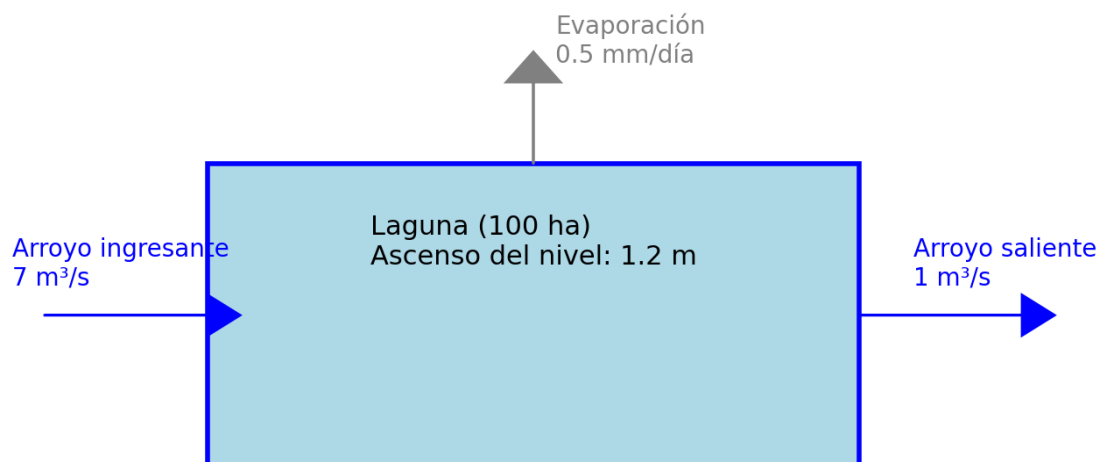 Evaporación
0.5 mm/día
Laguna (100 ha)
Ascenso del nivel: 1.2 m
Arroyo ingresante
7 m³/s
Arroyo saliente
1 m³/s